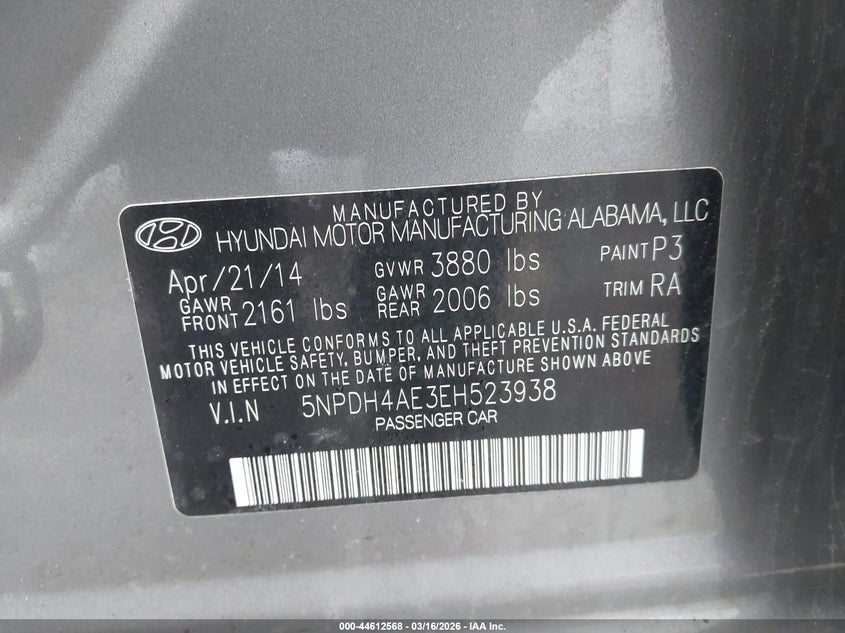 MANUFACTURED BY
HYUNDAI MOTOR MANUFACTURING ALABAMA, LLC
Apr/21/14 GVWR 3880 lbs PAINT P3
GAWR FRONT 2161 lbs GAWR REAR 2006 lbs TRIM RA
THIS VEHICLE CONFORMS TO ALL APPLICABLE U.S.A. FEDERAL
MOTOR VEHICLE SAFETY, BUMPER, AND THEFT PREVENTION STANDARDS
IN EFFECT ON THE DATE OF MANUFACTURE SHOWN ABOVE
V.I.N 5NPDH4AE3EH523938
PASSENGER CAR
000-44612568 - 03/16/2026 - IAA Inc.